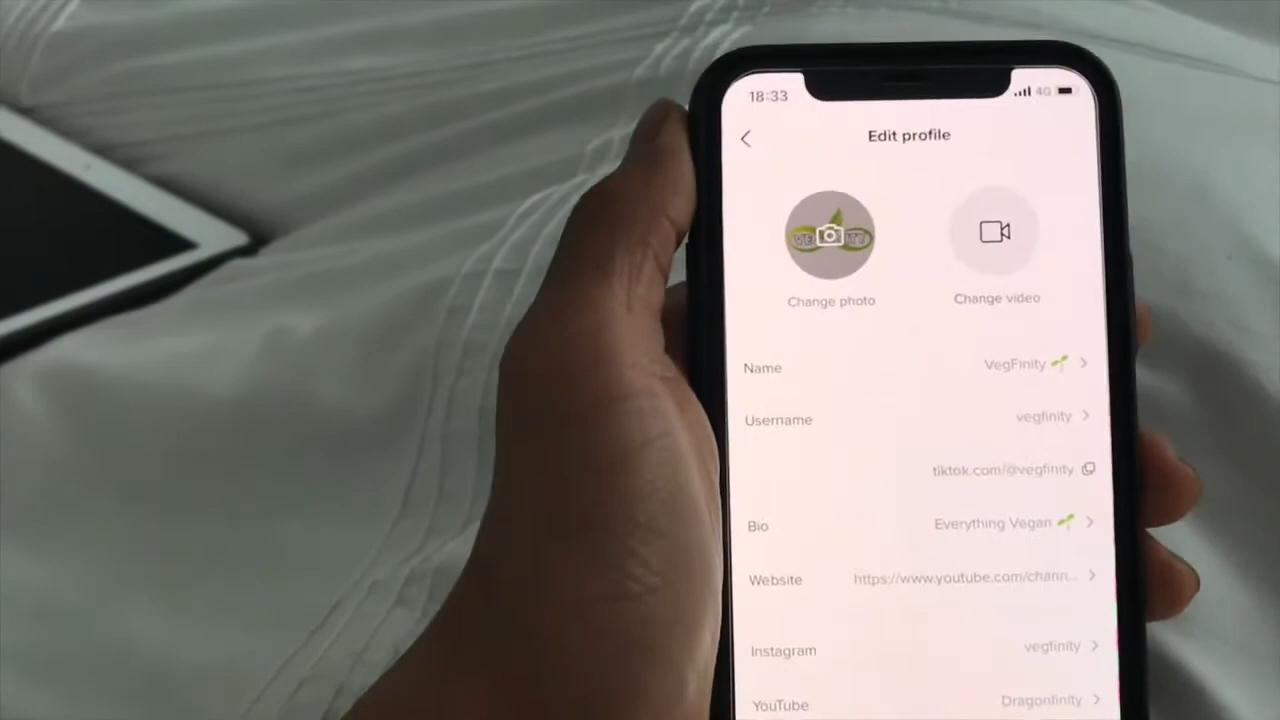 18:33 4G
Edit profile
Change photo Change video
Name VegFinity
Username vegfinity
tiktok.com/@vegfinity
Bio Everything Vegan
Website https://www.youtube.com/chann...
Instagram vegfinity
YouTube Dragonfinity